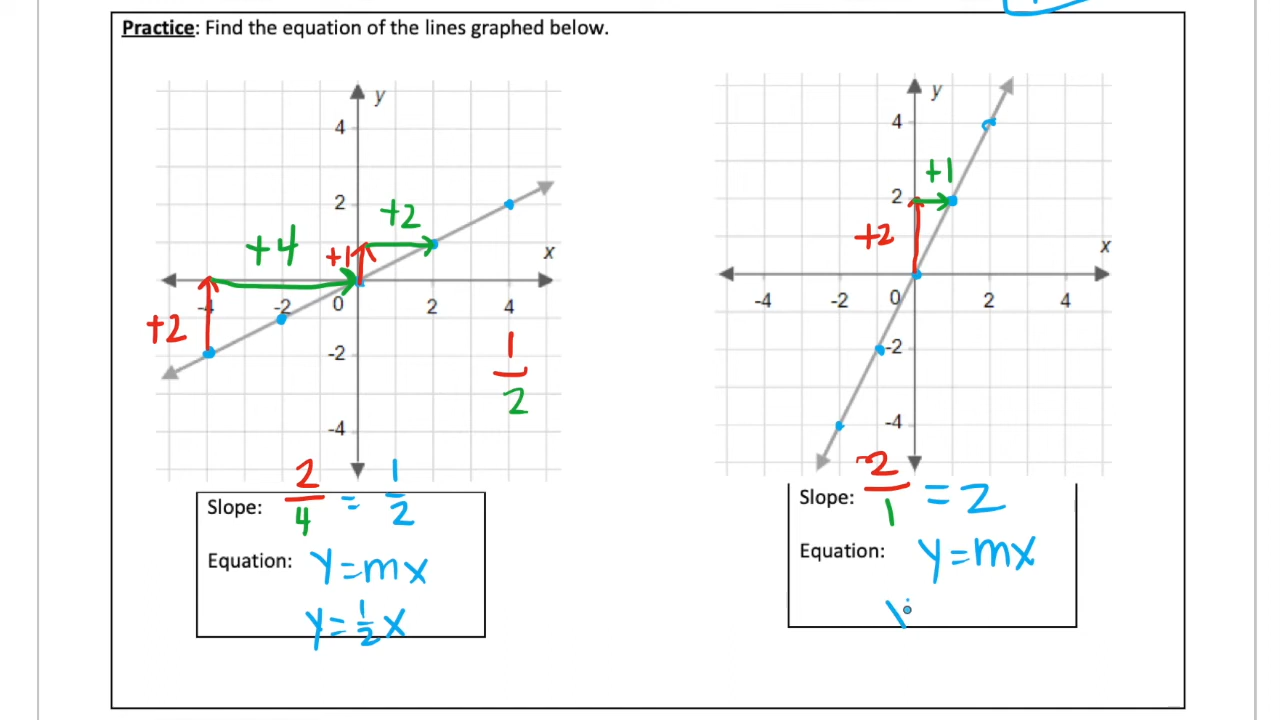 Practice: Find the equation of the lines graphed below.
y
4
2
+2
+4
+1
x
-4
-2
0
2
4
+2
-2
1
2
-4
Slope: 2/4 = 1/2
Equation: y = mx
y = 1/2 x
y
4
+1
2
+2
x
-4
-2
0
2
4
-2
-4
Slope: 2/1 = 2
Equation: y = mx